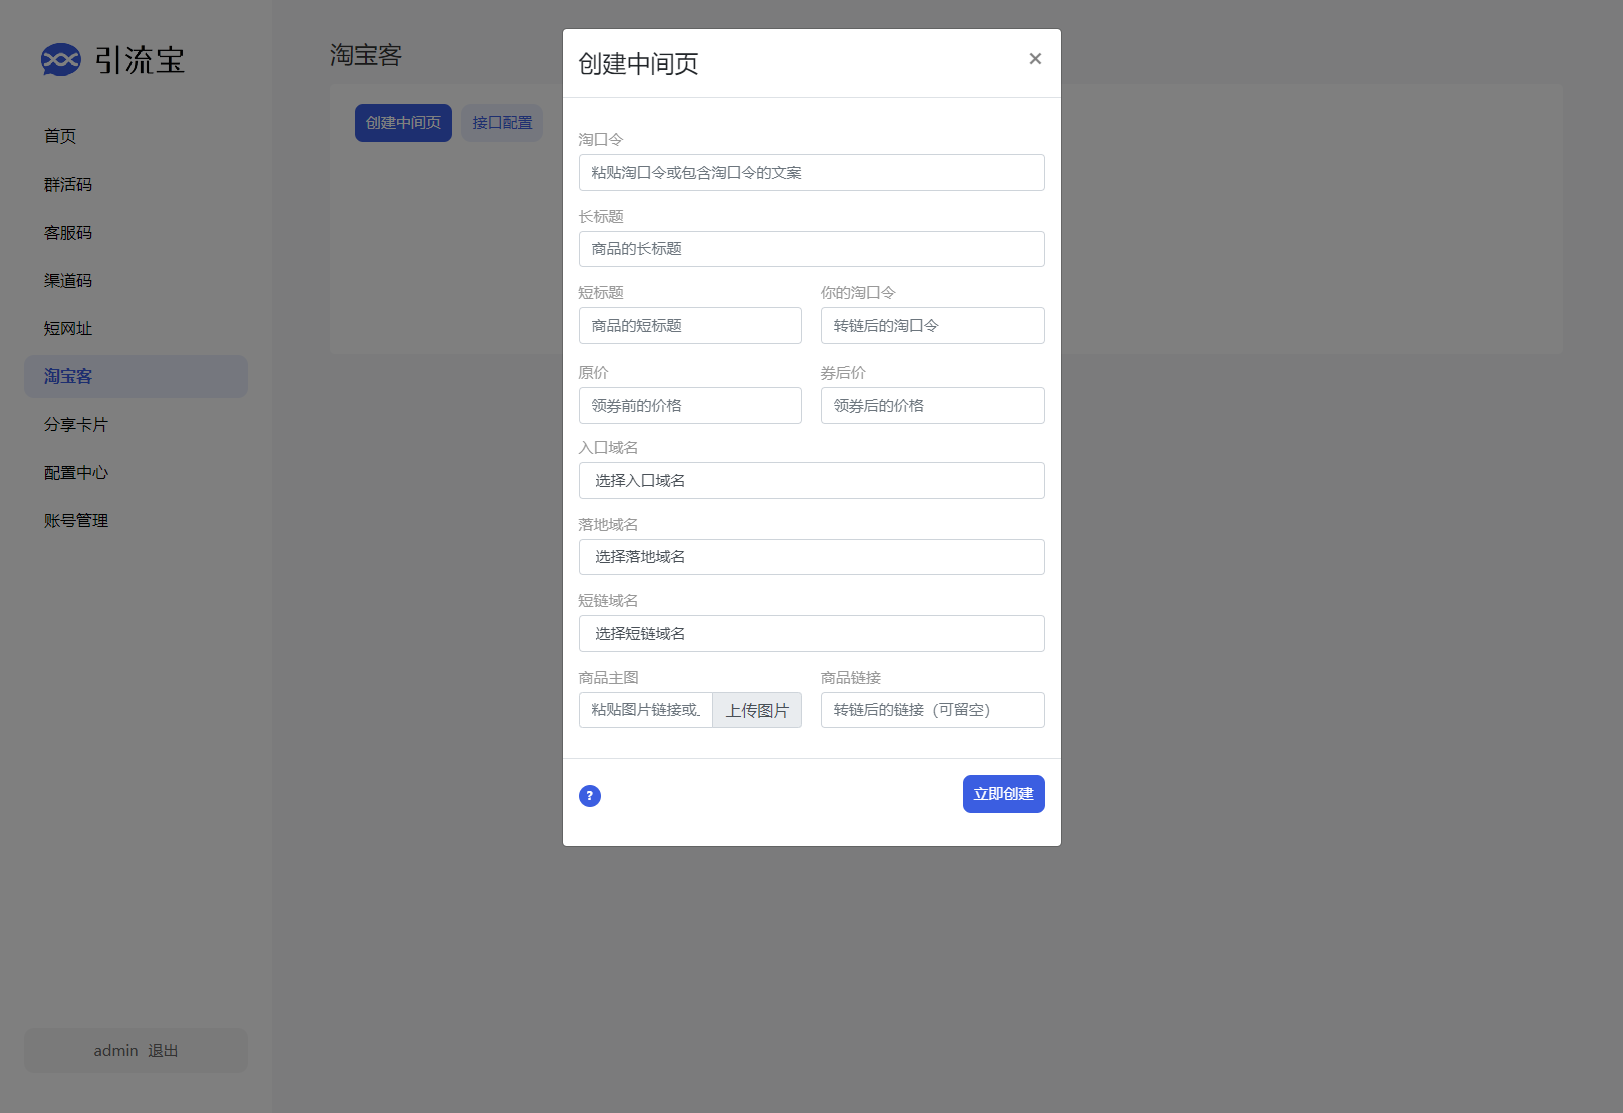 引流宝
首页
群活码
客服码
渠道码
短网址
淘宝客
分享卡片
配置中心
账号管理
admin 退出
淘宝客
创建中间页
接口配置
创建中间页
×
淘口令
粘贴淘口令或包含淘口令的文案
长标题
商品的长标题
短标题
你的淘口令
商品的短标题
转链后的淘口令
原价
券后价
领券前的价格
领券后的价格
入口域名
选择入口域名
落地域名
选择落地域名
短链域名
选择短链域名
商品主图
商品链接
粘贴图片链接或
上传图片
转链后的链接（可留空）
?
立即创建